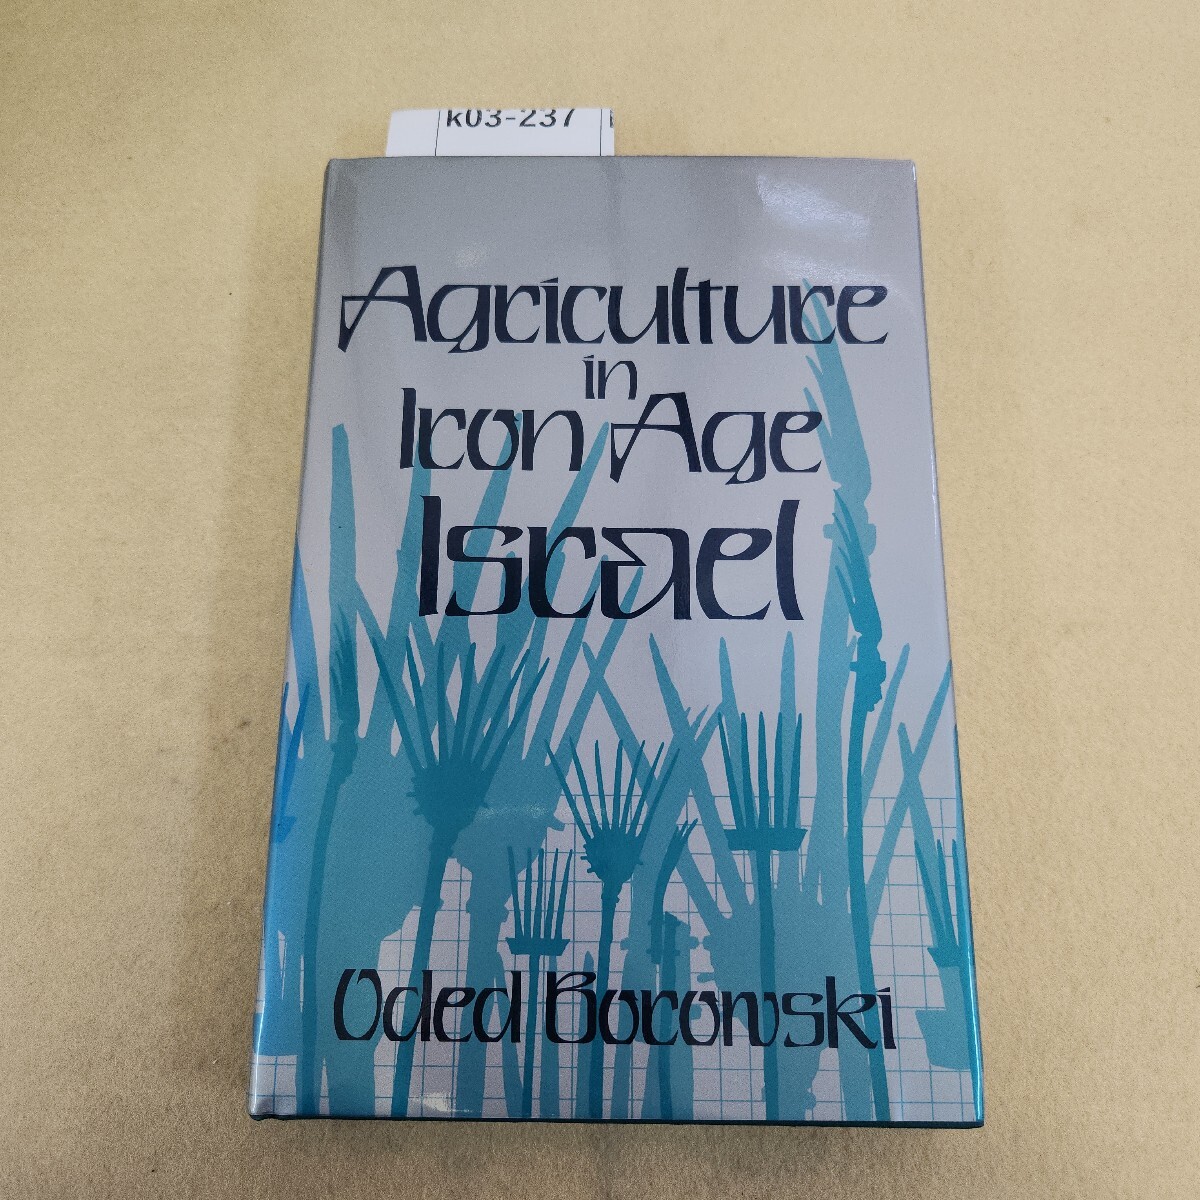 k03-237
Agriculture
in
Iron Age
Israel
Oded Borowski